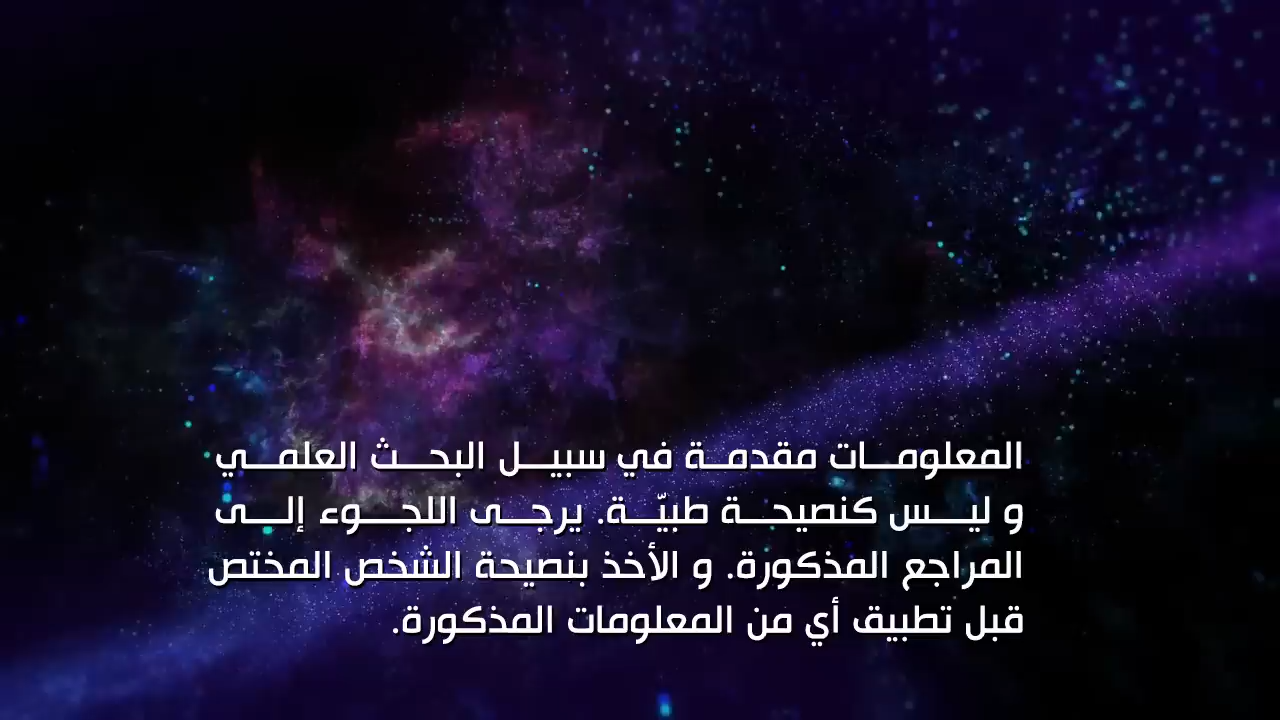 المعلومات مقدمة في سبيل البحث العلمي
و ليس كنصيحة طبيّة. يرجى اللجوء إلى
المراجع المذكورة. و الأخذ بنصيحة الشخص المختص
قبل تطبيق أي من المعلومات المذكورة.